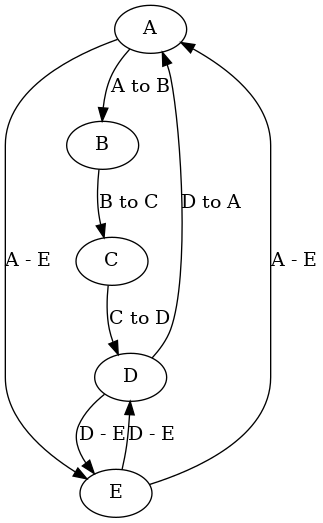 A
A to B
B
B to C
D to A
C
A - E
A - E
C to D
D
D - E
D - E
E